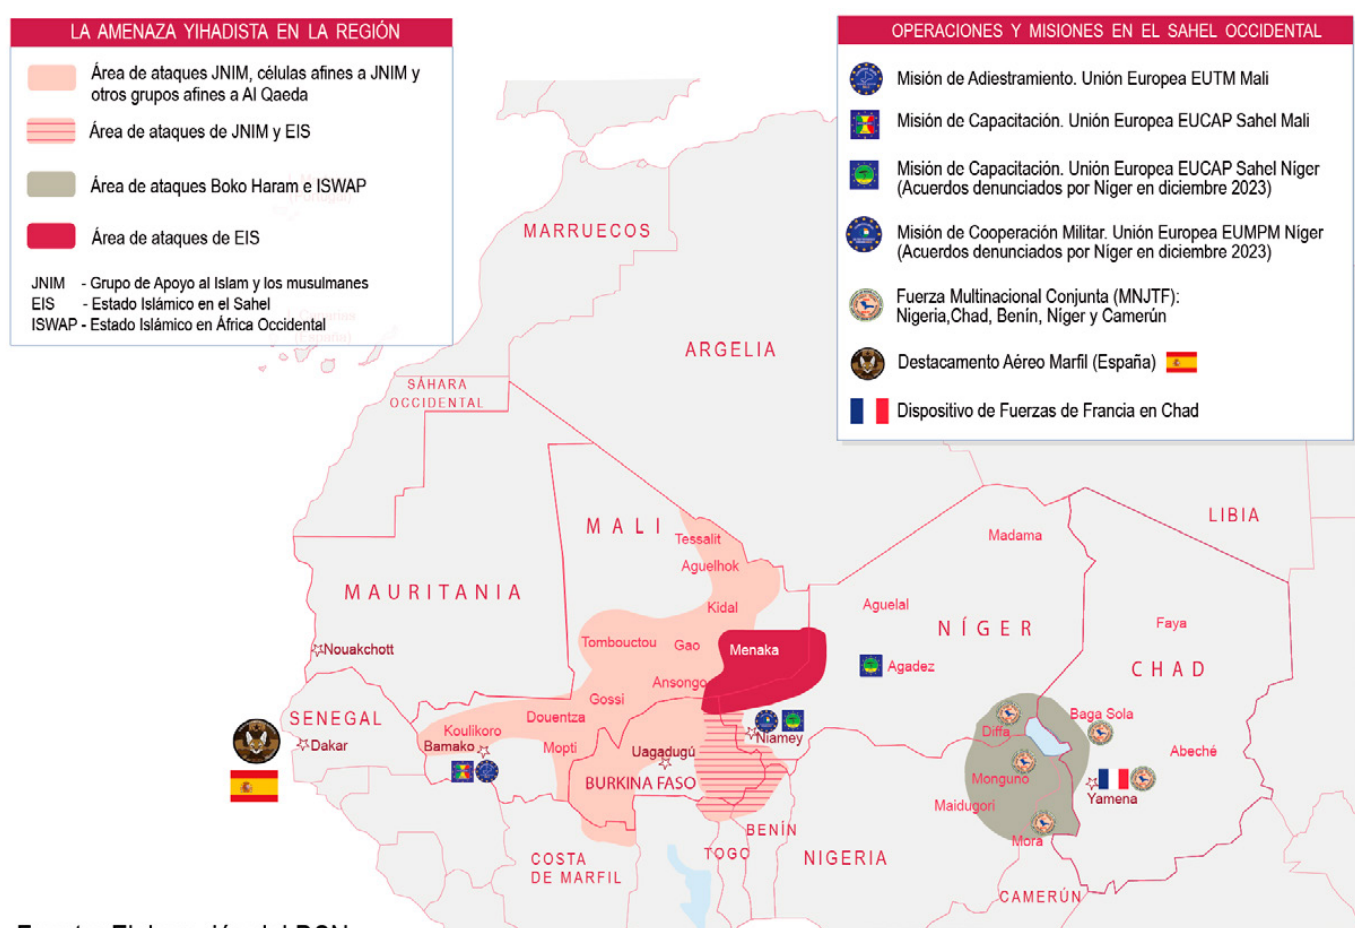 LA AMENAZA YIHADISTA EN LA REGIÓN
Área de ataques JNIM, células afines a JNIM y
otros grupos afines a Al Qaeda
Área de ataques de JNIM y EIS
Área de ataques Boko Haram e ISWAP
Área de ataques de EIS
JNIM - Grupo de Apoyo al Islam y los musulmanes
EIS - Estado Islámico en el Sahel
ISWAP - Estado Islámico en África Occidental
OPERACIONES Y MISIONES EN EL SAHEL OCCIDENTAL
Misión de Adiestramiento. Unión Europea EUTM Mali
Misión de Capacitación. Unión Europea EUCAP Sahel Mali
Misión de Capacitación. Unión Europea EUCAP Sahel Níger
(Acuerdos denunciados por Níger en diciembre 2023)
Misión de Cooperación Militar. Unión Europea EUMPM Níger
(Acuerdos denunciados por Níger en diciembre 2023)
Fuerza Multinacional Conjunta (MNJTF):
Nigeria,Chad, Benín, Níger y Camerún
Destacamento Aéreo Marfil (España)
Dispositivo de Fuerzas de Francia en Chad
(Portugal)
(España)
MARRUECOS
ARGELIA
SÁHARA
OCCIDENTAL
LIBIA
MALI
Tessalit
Madama
Aguelhok
MAURITANIA
Kidal
Aguelal
NÍGER
Faya
Tombouctou
Gao
Menaka
Nouakchott
Agadez
CHAD
Ansongo
Gossi
SENEGAL
Douentza
Baga Sola
Koulikoro
Diffa
Niamey
Dakar
Bamako
Mopti
Uagadugú
Abeché
BURKINA FASO
Monguno
Yamena
Maidugori
BENÍN
Mora
TOGO
NIGERIA
COSTA
DE MARFIL
CAMERÚN